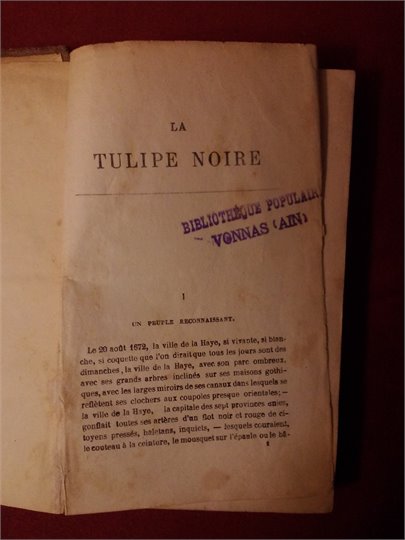 LA
TULIPE NOIRE
BIBLIOTHÈQUE POPULAIR
VONNAS (AIN)
I
UN PEUPLE RECONNAISSANT.
Le 20 août 1672, la ville de la Haye, si vivante, si blan-
che, si coquette que l'on dirait que tous les jours sont des
dimanches, la ville de la Haye, avec son parc ombreux,
avec ses grands arbres inclinés sur ses maisons gothi-
ques, avec les larges miroirs de ses canaux dans lesquels se
reflètent ses clochers aux coupoles presque orientales; —
la ville de la Haye, la capitale des sept provinces unies,
gonflait toutes ses artères d'un flot noir et rouge de ci-
toyens pressés, haletans, inquiets, — lesquels couraient,
le couteau à la ceinture, le mousquet sur l'épaule ou le bâ-
1